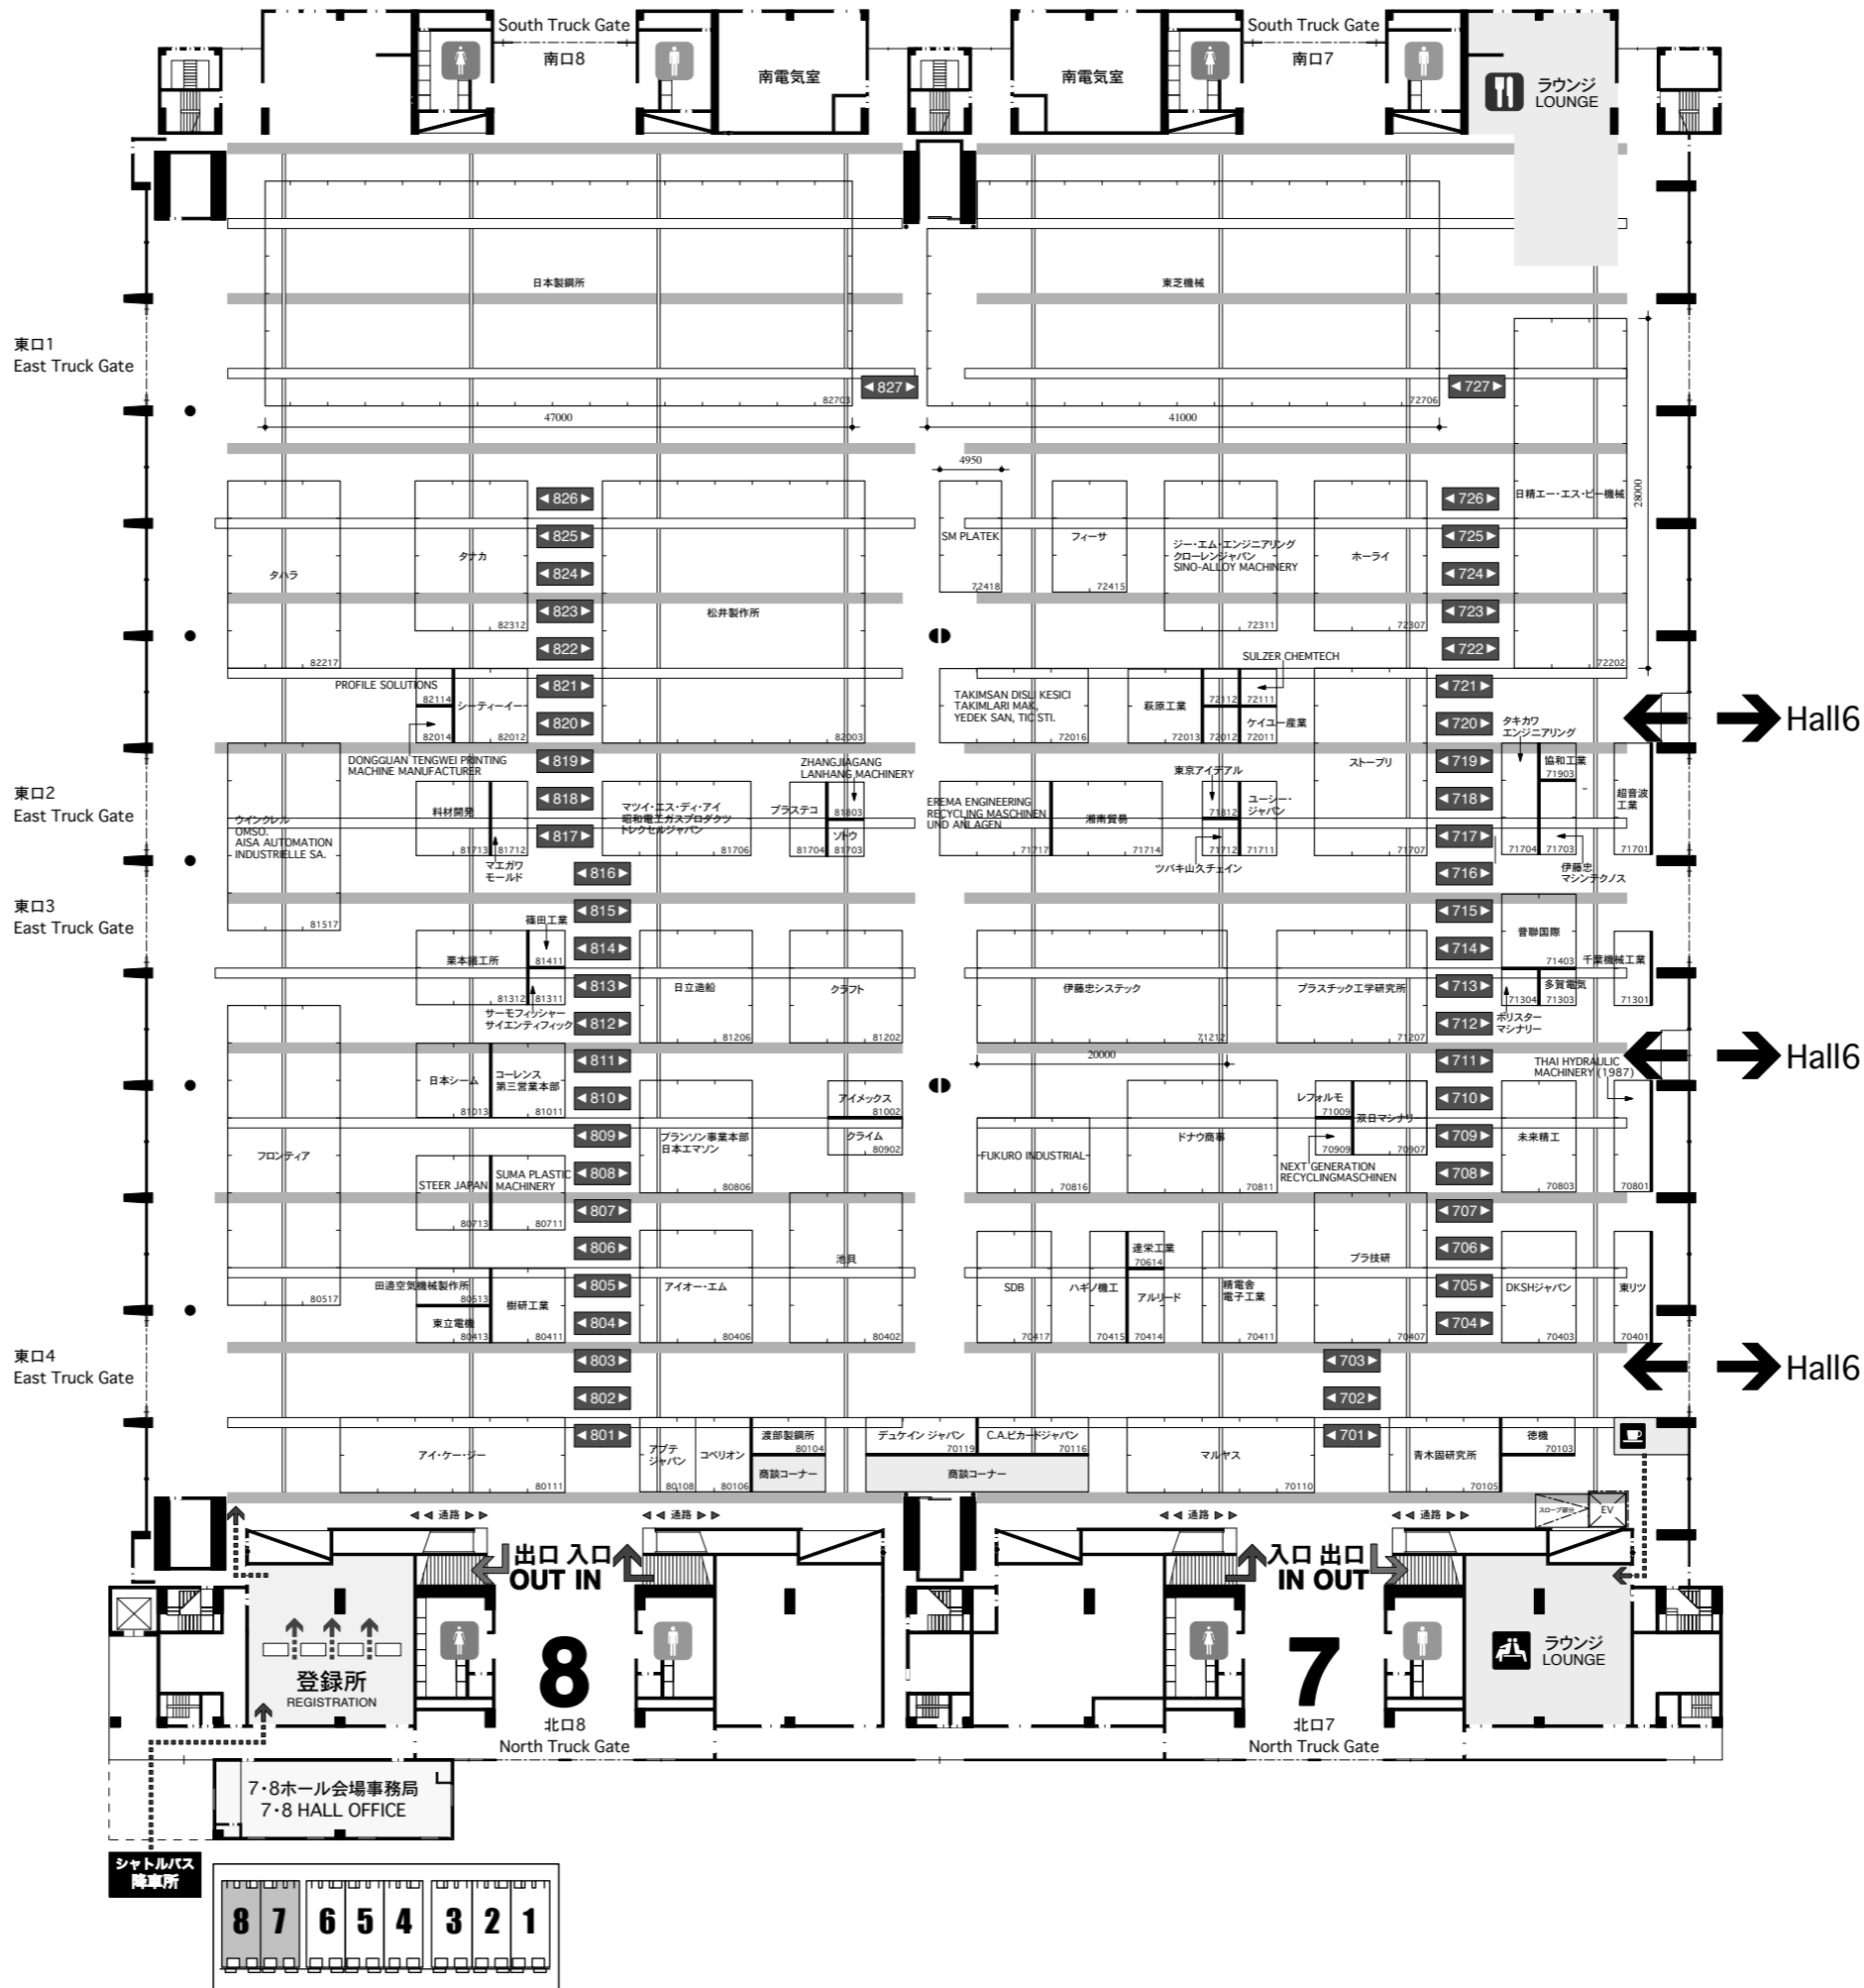 South Truck Gate
南口8
South Truck Gate
南口7
南電気室
南電気室
ラウンジ
LOUNGE
日本製鋼所
82703
東芝機械
72706
東口1
East Truck Gate
◀827▶
◀727▶
47000
41000
4950
28000
◀826▶
◀825▶
◀824▶
◀823▶
◀822▶
◀821▶
◀820▶
◀819▶
◀818▶
◀817▶
◀816▶
◀815▶
◀814▶
◀813▶
◀812▶
◀811▶
◀810▶
◀809▶
◀808▶
◀807▶
◀806▶
◀805▶
◀804▶
◀803▶
◀802▶
◀801▶
◀726▶
◀725▶
◀724▶
◀723▶
◀722▶
◀721▶
◀720▶
◀719▶
◀718▶
◀717▶
◀716▶
◀715▶
◀714▶
◀713▶
◀712▶
◀711▶
◀710▶
◀709▶
◀708▶
◀707▶
◀706▶
◀705▶
◀704▶
◀703▶
◀702▶
◀701▶
タハラ
82217
タナカ
82312
松井製作所
82003
SM PLATEK
72418
フィーサ
72415
ジー・エム・エンジニアリング
クローレンジャパン
SINO-ALLOY MACHINERY
72311
ホーライ
72307
日精エー・エス・ビー機械
72202
PROFILE SOLUTIONS
82114
82014
シーティーイー
82012
DONGGUAN TENGWEI PRINTING
MACHINE MANUFACTURER
TAKIMSAN DISLI KESICI
TAKIMLARI MAK,
YEDEK SAN, TIC STI.
72016
萩原工業
72013
72112
72012
SULZER CHEMTECH
72111
ケイユー産業
72011
ストーブリ
71707
タキカワ
エンジニアリング
71704
協和工業
71903
71703
伊藤忠
マシンテクノス
超音波
工業
71701
Hall6
東口2
East Truck Gate
ウインクレル
OMSO.
AISA AUTOMATION
INDUSTRIELLE SA.
81517
料材開発
81713
81712
マエガワ
モールド
マツイ・エス・ディ・アイ
昭和電工ガスプロダクツ
トレクセルジャパン
81706
プラステコ
81704
ZHANGJIAGANG
LANHANG MACHINERY
81803
ソトウ
81703
EREMA ENGINEERING
RECYCLING MASCHINEN
UND ANLAGEN
71717
湘南貿易
71714
東京アイデアル
71812
71712
ツバキ山久チェイン
ユーシー・
ジャパン
71711
東口3
East Truck Gate
栗本鐵工所
81312
篠田工業
81411
81311
サーモフィッシャー
サイエンティフィック
日立造船
81206
クラフト
81202
伊藤忠システック
71212
プラスチック工学研究所
71207
普聯国際
71403
71304
多賀電気
71303
ポリスター
マシナリー
千葉機械工業
71301
20000
Hall6
フロンティア
80517
日本シーム
81013
コーレンス
第三営業本部
81011
ブランソン事業本部
日本エマソン
80806
アイメックス
81002
クライム
80902
FUKURO INDUSTRIAL
70816
ドナウ商事
70811
レフォルモ
71009
70909
双日マシナリー
70907
NEXT GENERATION
RECYCLINGMASCHINEN
未来精工
70803
THAI HYDRAULIC
MACHINERY (1987)
70801
STEER JAPAN
80713
SUMA PLASTIC
MACHINERY
80711
田邉空気機械製作所
80513
東立電機
80413
樹研工業
80411
アイオー・エム
80406
池貝
80402
SDB
70417
ハギノ機工
70415
達栄工業
70614
アルリード
70414
精電舎
電子工業
70411
プラ技研
70407
DKSHジャパン
70403
東リツ
70401
東口4
East Truck Gate
Hall6
アイ・ケー・ジー
80111
アプテ
ジャパン
80108
コペリオン
80106
渡部製鋼所
80104
商談コーナー
デュケイン ジャパン
70119
C.A.ピカードジャパン
70116
商談コーナー
マルヤス
70110
青木固研究所
70105
徳機
70103
スロープ部分
EV
◀◀ 通路 ▶▶
◀◀ 通路 ▶▶
◀◀ 通路 ▶▶
◀◀ 通路 ▶▶
出口 入口
OUT IN
入口 出口
IN OUT
登録所
REGISTRATION
8
北口8
North Truck Gate
7
北口7
North Truck Gate
ラウンジ
LOUNGE
7・8ホール会場事務局
7・8 HALL OFFICE
シャトルバス
降車所
8 7 6 5 4 3 2 1